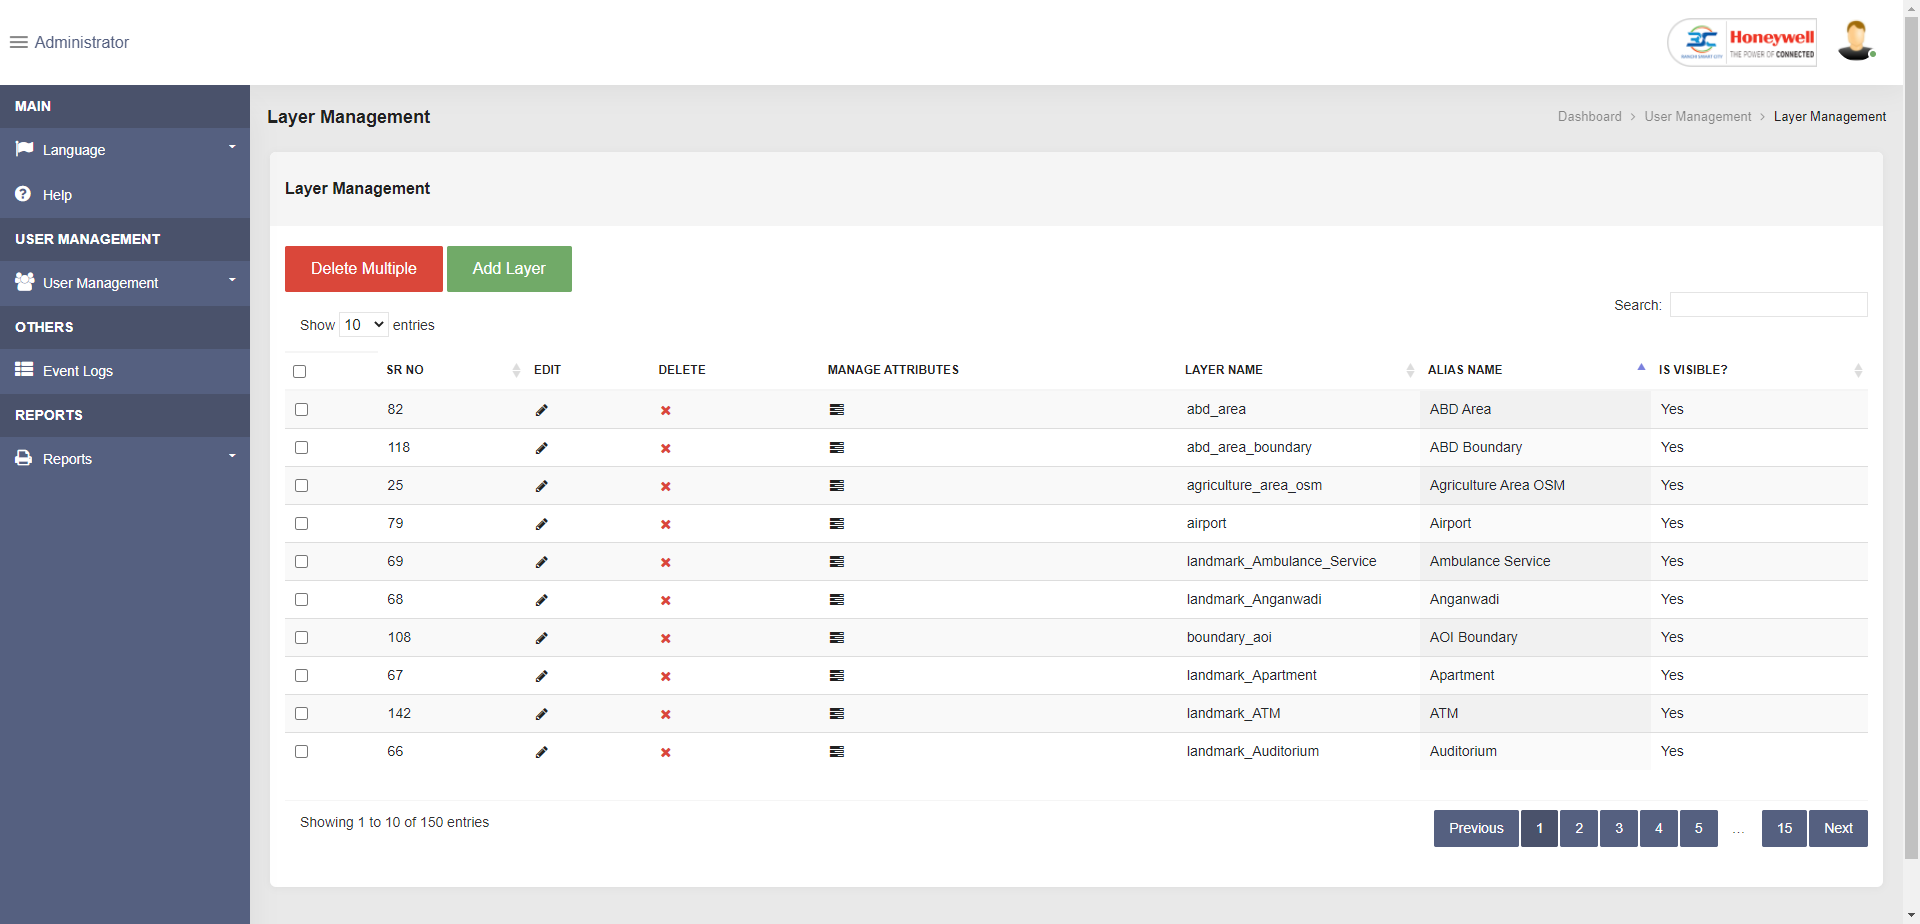 Administrator
Honeywell
THE POWER OF CONNECTED
MAIN
Language
Help
USER MANAGEMENT
User Management
OTHERS
Event Logs
REPORTS
Reports
Layer Management
Dashboard > User Management > Layer Management
Layer Management
Delete Multiple Add Layer
Search:
Show 10 entries
SR NO EDIT DELETE MANAGE ATTRIBUTES LAYER NAME ALIAS NAME IS VISIBLE?
82 abd_area ABD Area Yes
118 abd_area_boundary ABD Boundary Yes
25 agriculture_area_osm Agriculture Area OSM Yes
79 airport Airport Yes
69 landmark_Ambulance_Service Ambulance Service Yes
68 landmark_Anganwadi Anganwadi Yes
108 boundary_aoi AOI Boundary Yes
67 landmark_Apartment Apartment Yes
142 landmark_ATM ATM Yes
66 landmark_Auditorium Auditorium Yes
Showing 1 to 10 of 150 entries
Previous 1 2 3 4 5 … 15 Next